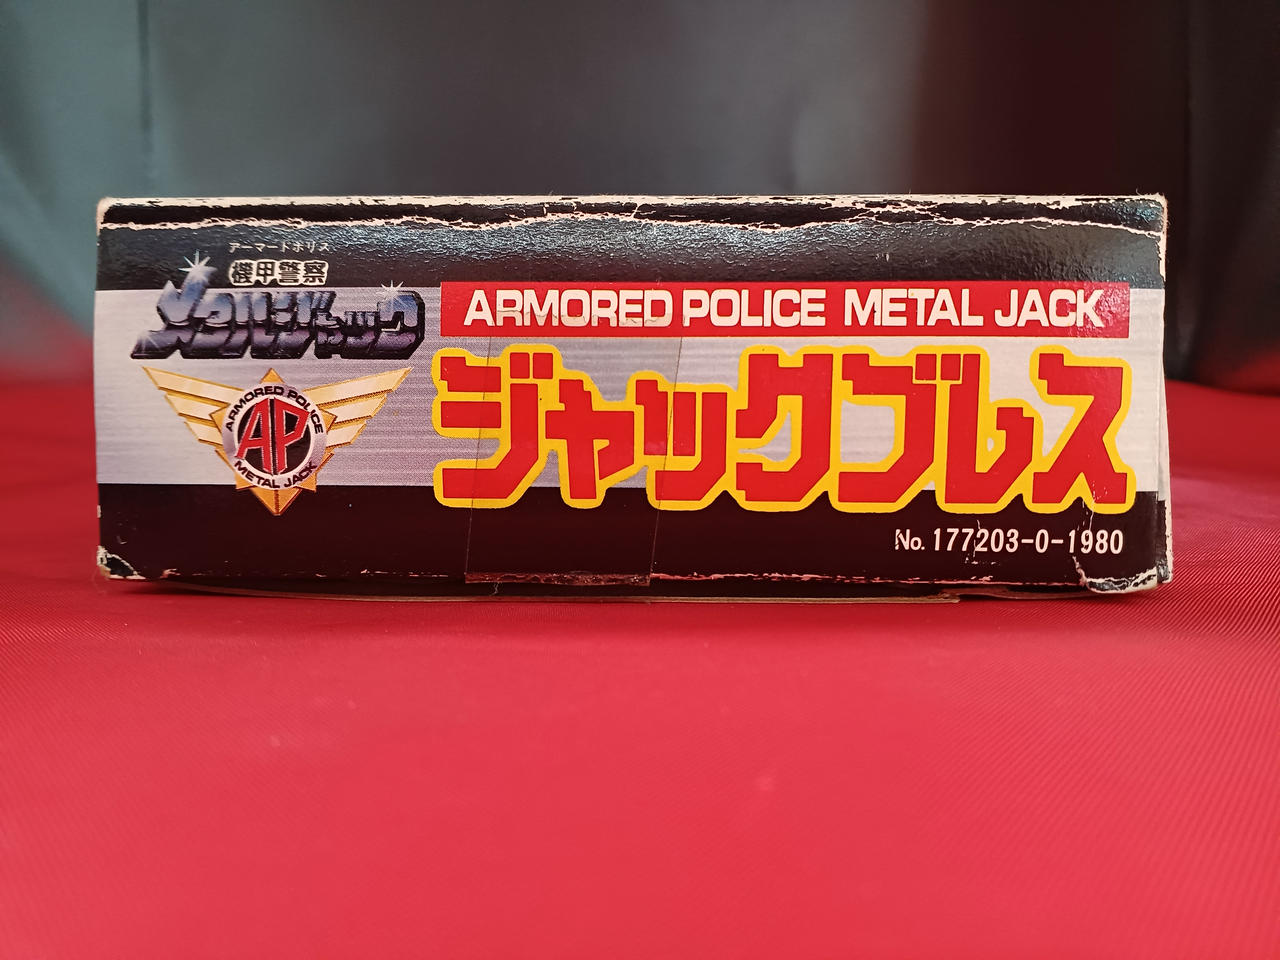 アーマードポリス
機甲警察
メタルジャック
ARMORED POLICE
AP
METAL JACK
ARMORED POLICE METAL JACK
ジャックブレス
No. 177203-0-1980